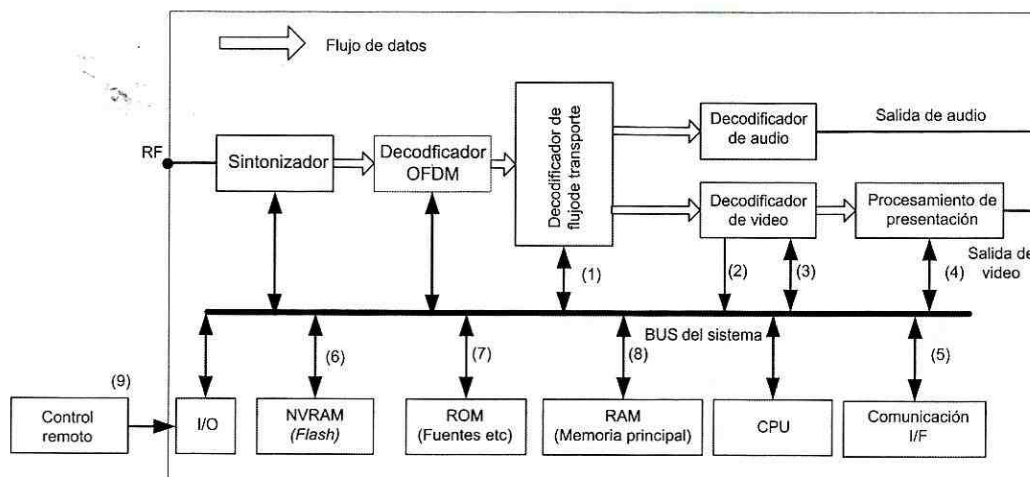 Flujo de datos
RF
Sintonizador
Decodficador
OFDM
Decodificador de
flujode transporte
Decodificador
de audio
Salida de audio
Decodificador
de video
Procesamiento de
presentación
Salida de
video
(1)
(2)
(3)
(4)
BUS del sistema
(5)
(6)
(7)
(8)
(9)
Control
remoto
I/O
NVRAM
(Flash)
ROM
(Fuentes etc)
RAM
(Memoria principal)
CPU
Comunicación
I/F